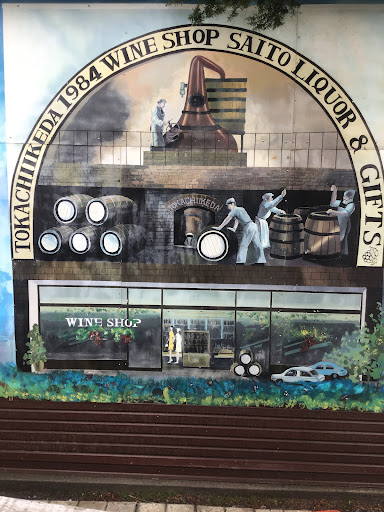 TOKACHIIKEDA 1984 WINE SHOP SAITO LIQUOR & GIFTS
TOKACHIIKEDA
WINE SHOP